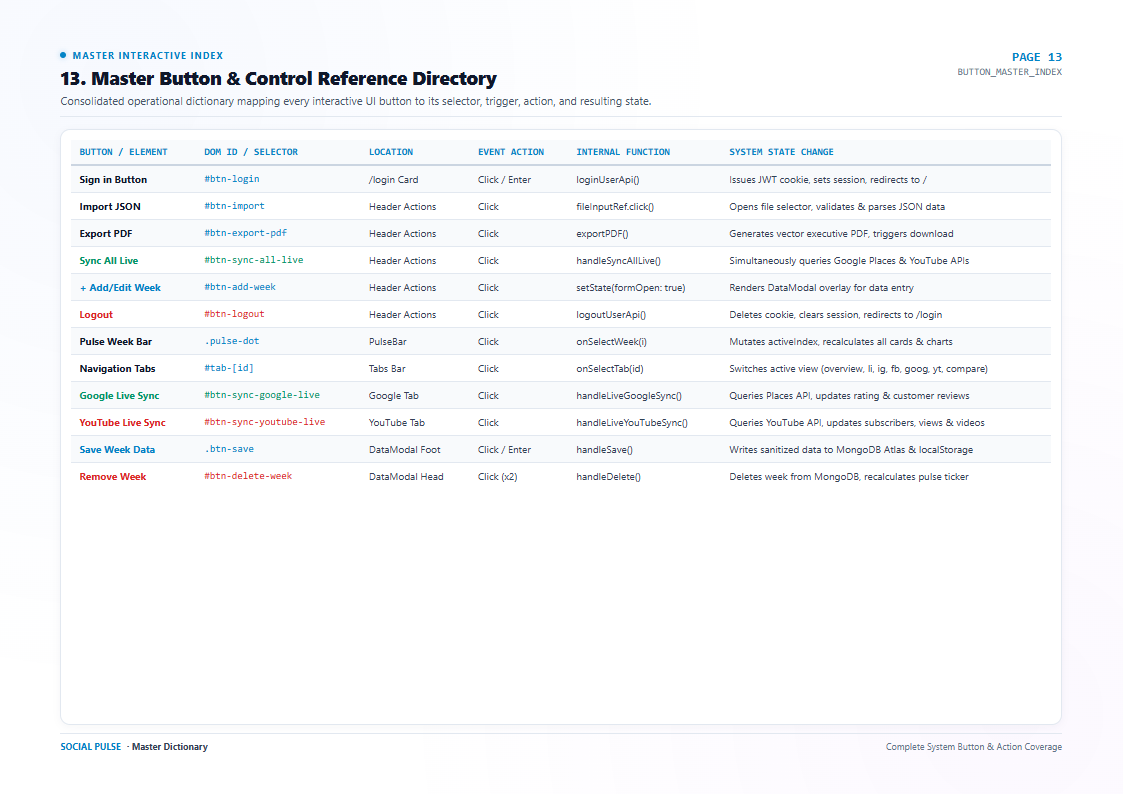 MASTER INTERACTIVE INDEX
PAGE 13
13. Master Button & Control Reference Directory
BUTTON_MASTER_INDEX
Consolidated operational dictionary mapping every interactive UI button to its selector, trigger, action, and resulting state.
BUTTON / ELEMENT DOM ID / SELECTOR LOCATION EVENT ACTION INTERNAL FUNCTION SYSTEM STATE CHANGE
Sign in Button #btn-login /login Card Click / Enter loginUserApi() Issues JWT cookie, sets session, redirects to /
Import JSON #btn-import Header Actions Click fileInputRef.click() Opens file selector, validates & parses JSON data
Export PDF #btn-export-pdf Header Actions Click exportPDF() Generates vector executive PDF, triggers download
Sync All Live #btn-sync-all-live Header Actions Click handleSyncAllLive() Simultaneously queries Google Places & YouTube APIs
+ Add/Edit Week #btn-add-week Header Actions Click setState(formOpen: true) Renders DataModal overlay for data entry
Logout #btn-logout Header Actions Click logoutUserApi() Deletes cookie, clears session, redirects to /login
Pulse Week Bar .pulse-dot PulseBar Click onSelectWeek(i) Mutates activeIndex, recalculates all cards & charts
Navigation Tabs #tab-[id] Tabs Bar Click onSelectTab(id) Switches active view (overview, li, ig, fb, goog, yt, compare)
Google Live Sync #btn-sync-google-live Google Tab Click handleLiveGoogleSync() Queries Places API, updates rating & customer reviews
YouTube Live Sync #btn-sync-youtube-live YouTube Tab Click handleLiveYouTubeSync() Queries YouTube API, updates subscribers, views & videos
Save Week Data .btn-save DataModal Foot Click / Enter handleSave() Writes sanitized data to MongoDB Atlas & localStorage
Remove Week #btn-delete-week DataModal Head Click (x2) handleDelete() Deletes week from MongoDB, recalculates pulse ticker
SOCIAL PULSE · Master Dictionary
Complete System Button & Action Coverage